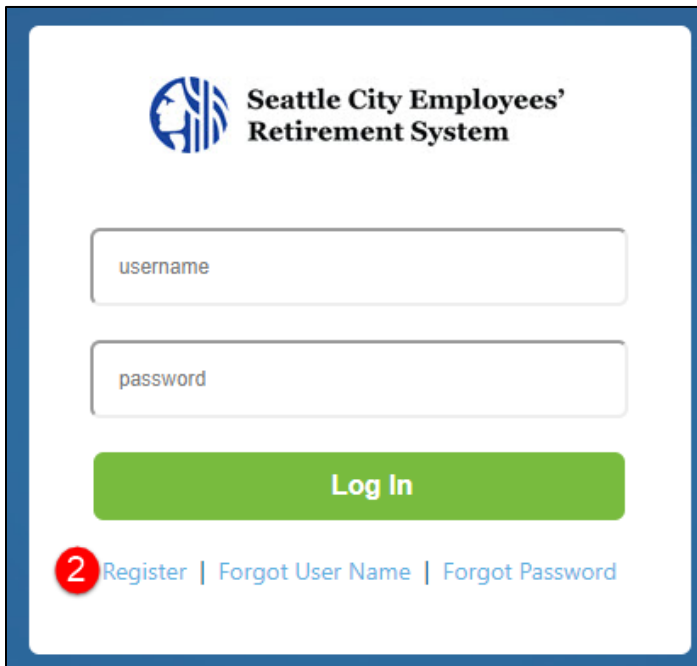 Seattle City Employees'
Retirement System
username
password
Log In
2 Register | Forgot User Name | Forgot Password